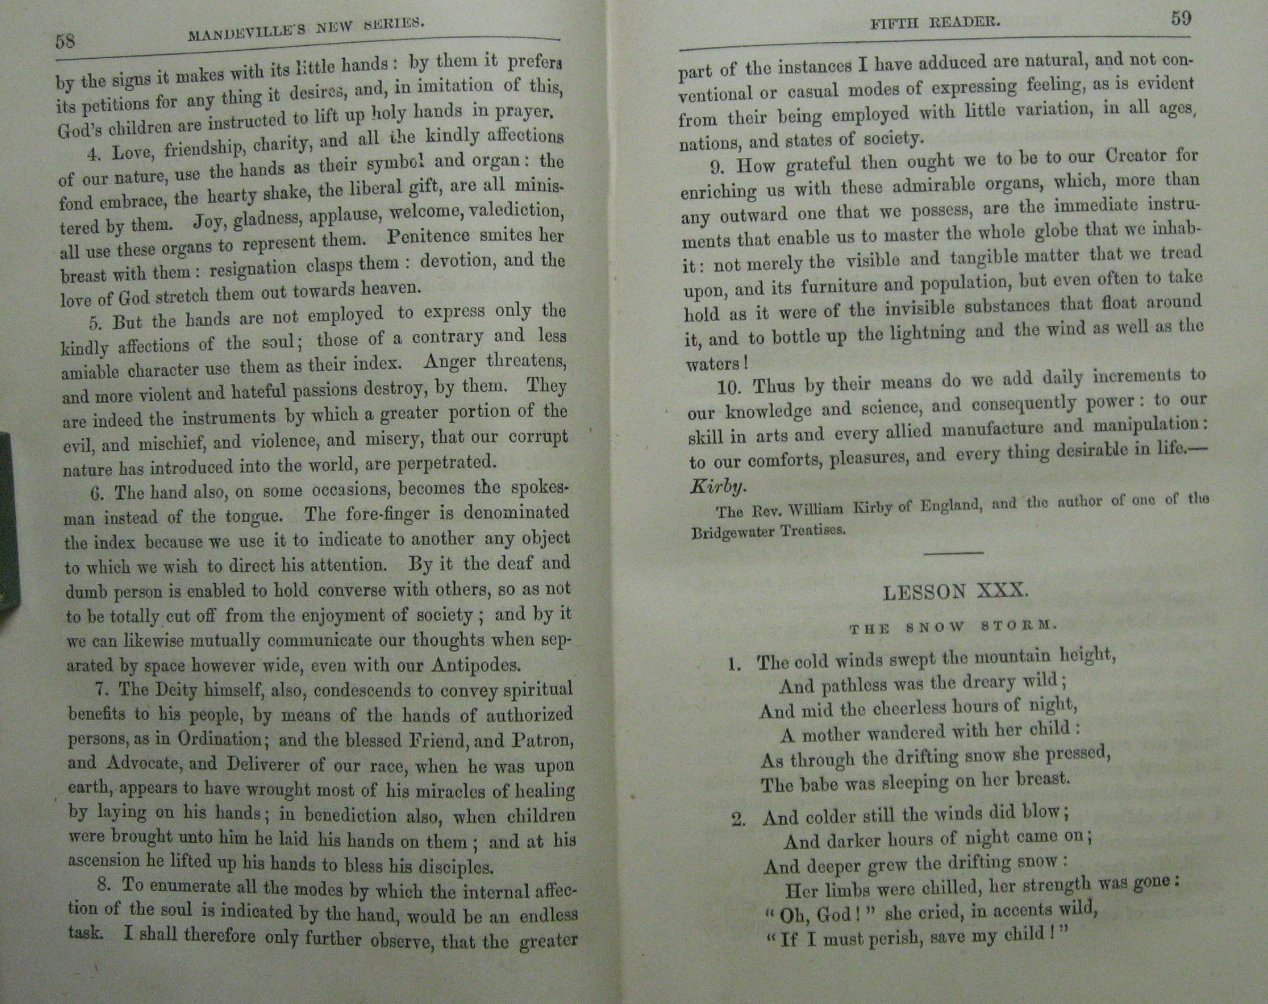 58 MANDEVILLE'S NEW SERIES.
by the signs it makes with its little hands: by them it prefers
its petitions for any thing it desires, and, in imitation of this,
God's children are instructed to lift up holy hands in prayer.
4. Love, friendship, charity, and all the kindly affections
of our nature, use the hands as their symbol and organ: the
fond embrace, the hearty shake, the liberal gift, are all minis-
tered by them. Joy, gladness, applause, welcome, valediction,
all use these organs to represent them. Penitence smites her
breast with them: resignation clasps them: devotion, and the
love of God stretch them out towards heaven.
5. But the hands are not employed to express only the
kindly affections of the soul; those of a contrary and less
amiable character use them as their index. Anger threatens,
and more violent and hateful passions destroy, by them. They
are indeed the instruments by which a greater portion of the
evil, and mischief, and violence, and misery, that our corrupt
nature has introduced into the world, are perpetrated.
6. The hand also, on some occasions, becomes the spokes-
man instead of the tongue. The fore-finger is denominated
the index because we use it to indicate to another any object
to which we wish to direct his attention. By it the deaf and
dumb person is enabled to hold converse with others, so as not
to be totally cut off from the enjoyment of society; and by it
we can likewise mutually communicate our thoughts when sep-
arated by space however wide, even with our Antipodes.
7. The Deity himself, also, condescends to convey spiritual
benefits to his people, by means of the hands of authorized
persons, as in Ordination; and the blessed Friend, and Patron,
and Advocate, and Deliverer of our race, when he was upon
earth, appears to have wrought most of his miracles of healing
by laying on his hands; in benediction also, when children
were brought unto him he laid his hands on them; and at his
ascension he lifted up his hands to bless his disciples.
8. To enumerate all the modes by which the internal affec-
tion of the soul is indicated by the hand, would be an endless
task. I shall therefore only further observe, that the greater
FIFTH READER. 59
part of the instances I have adduced are natural, and not con-
ventional or casual modes of expressing feeling, as is evident
from their being employed with little variation, in all ages,
nations, and states of society.
9. How grateful then ought we to be to our Creator for
enriching us with these admirable organs, which, more than
any outward one that we possess, are the immediate instru-
ments that enable us to master the whole globe that we inhab-
it: not merely the visible and tangible matter that we tread
upon, and its furniture and population, but even often to take
hold as it were of the invisible substances that float around
it, and to bottle up the lightning and the wind as well as the
waters!
10. Thus by their means do we add daily increments to
our knowledge and science, and consequently power: to our
skill in arts and every allied manufacture and manipulation:
to our comforts, pleasures, and every thing desirable in life.—
Kirby.
The Rev. William Kirby of England, and the author of one of the
Bridgewater Treatises.
LESSON XXX.
THE SNOW STORM.
1. The cold winds swept the mountain height,
And pathless was the dreary wild;
And mid the cheerless hours of night,
A mother wandered with her child:
As through the drifting snow she pressed,
The babe was sleeping on her breast.
2. And colder still the winds did blow;
And darker hours of night came on;
And deeper grew the drifting snow:
Her limbs were chilled, her strength was gone:
"Oh, God!" she cried, in accents wild,
"If I must perish, save my child!"